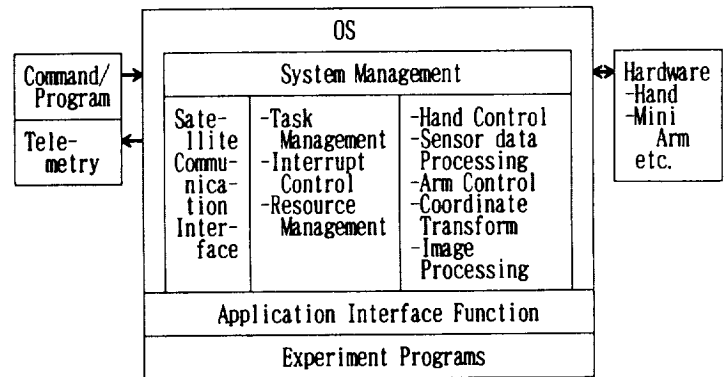 OS
Command/
Program
Tele-
metry
System Management
Sate-
llite
Commu-
nica-
tion
Inter-
face
-Task
Management
-Interrupt
Control
-Resource
Management
-Hand Control
-Sensor data
Processing
-Arm Control
-Coordinate
Transform
-Image
Processing
Hardware
-Hand
-Mini
Arm
etc.
Application Interface Function
Experiment Programs